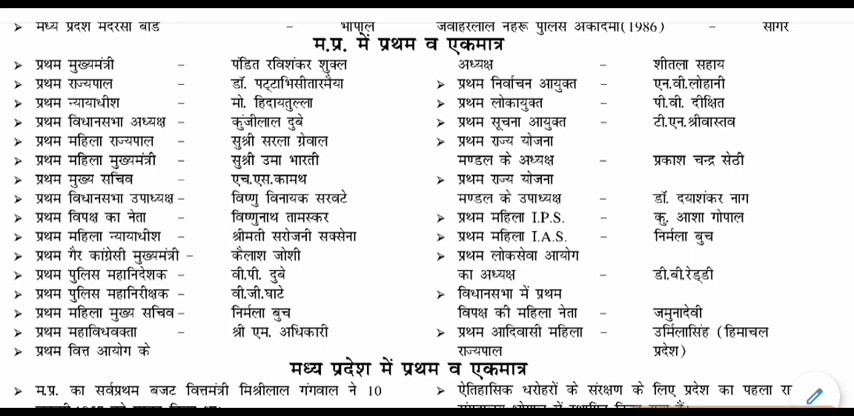 ➤ मध्य प्रदेश मदरसा बोर्ड – भोपाल
जवाहरलाल नेहरू पुलिस अकादमी(1986) – सागर
म.प्र. में प्रथम व एकमात्र
➤ प्रथम मुख्यमंत्री – पंडित रविशंकर शुक्ल
➤ प्रथम राज्यपाल – डॉ. पट्टाभिसीतारमैया
➤ प्रथम न्यायाधीश – मो. हिदायतुल्ला
➤ प्रथम विधानसभा अध्यक्ष – कुंजीलाल दुबे
➤ प्रथम महिला राज्यपाल – सुश्री सरला ग्रेवाल
➤ प्रथम महिला मुख्यमंत्री – सुश्री उमा भारती
➤ प्रथम मुख्य सचिव – एच.एस.कामथ
➤ प्रथम विधानसभा उपाध्यक्ष – विष्णु विनायक सरवटे
➤ प्रथम विपक्ष का नेता – विष्णुनाथ तामस्कर
➤ प्रथम महिला न्यायाधीश – श्रीमती सरोजनी सक्सेना
➤ प्रथम गैर कांग्रेसी मुख्यमंत्री – कैलाश जोशी
➤ प्रथम पुलिस महानिदेशक – वी.पी. दुबे
➤ प्रथम पुलिस महानिरीक्षक – वी.जी.घाटे
➤ प्रथम महिला मुख्य सचिव – निर्मला बुच
➤ प्रथम महाविधवक्ता – श्री एम. अधिकारी
➤ प्रथम वित्त आयोग के
अध्यक्ष – शीतला सहाय
➤ प्रथम निर्वाचन आयुक्त – एन.वी.लोहानी
➤ प्रथम लोकायुक्त – पी.वी. दीक्षित
➤ प्रथम सूचना आयुक्त – टी.एन.श्रीवास्तव
➤ प्रथम राज्य योजना
मण्डल के अध्यक्ष – प्रकाश चन्द्र सेठी
➤ प्रथम राज्य योजना
मण्डल के उपाध्यक्ष – डॉ. दयाशंकर नाग
➤ प्रथम महिला I.P.S. – कु. आशा गोपाल
➤ प्रथम महिला I.A.S. – निर्मला बुच
➤ प्रथम लोकसेवा आयोग
का अध्यक्ष – डी.बी.रेड्डी
➤ विधानसभा में प्रथम
विपक्ष की महिला नेता – जमुनादेवी
➤ प्रथम आदिवासी महिला – उर्मिलासिंह (हिमाचल
राज्यपाल प्रदेश)
मध्य प्रदेश में प्रथम व एकमात्र
➤ म.प्र. का सर्वप्रथम बजट वित्तमंत्री मिश्रीलाल गंगवाल ने 10
➤ ऐतिहासिक धरोहरों के संरक्षण के लिए प्रदेश का पहला रा